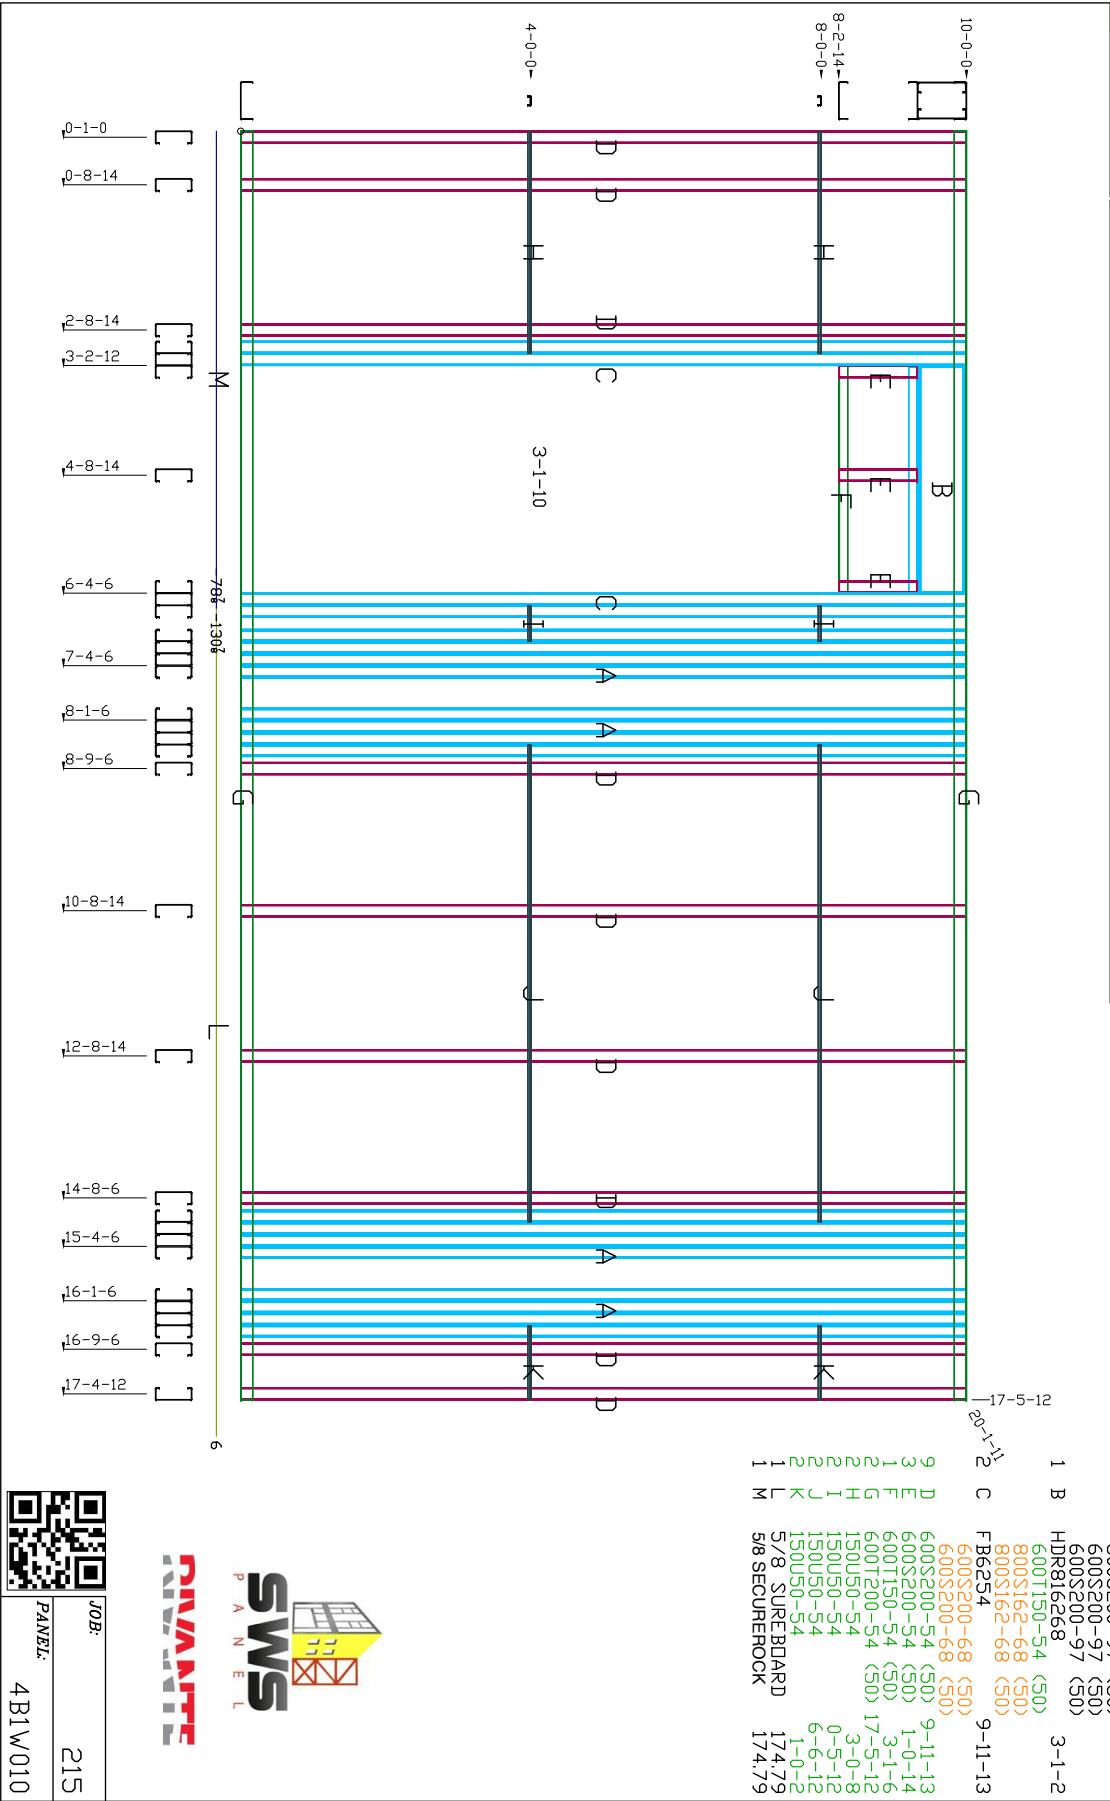 10-0-0
8-2-14
8-0-0
4-0-0
0-1-0
0-8-14
2-8-14
3-2-12
4-8-14
6-4-6
7-4-6
8-1-6
8-9-6
10-8-14
12-8-14
14-8-6
15-4-6
16-1-6
16-9-6
17-4-12
D
D
H
H
D
C
M
E
E
E
B
F
3-1-10
C
I
I
A
A
D
G
G
D
J
J
L
D
D
A
A
K
K
D
D
6
17-5-12
20-1-11
600S200-97 (50)
600S200-97 (50)
1 B HDR816268 3-1-2
600T150-54 (50)
800S162-68 (50)
800S162-68 (50)
2 C FB6254 9-11-13
600S200-68 (50)
600S200-68 (50)
9 D 600S200-54 (50) 9-11-13
3 E 600S200-54 (50) 1-0-14
1 F 600T150-54 (50) 3-1-6
2 G 600T200-54 (50) 17-5-12
2 H 150U50-54 3-0-8
2 I 150U50-54 0-5-12
2 J 150U50-54 6-6-12
2 K 150U50-54 1-0-2
1 L 5/8 SUREBOARD 174.79
1 M 5/8 SECUREROCK 174.79
SWS
PANEL
JOB: 215
PANEL: 4B1W010